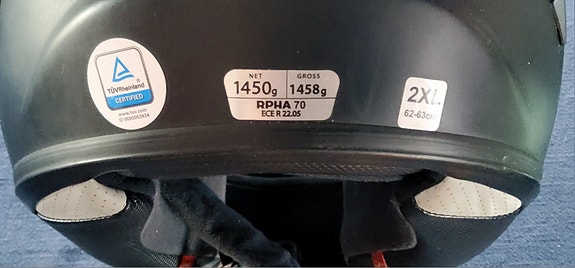 TÜVRheinland
CERTIFIED
www.tuv.com
NET GROSS
1450g 1458g
RPHA 70
ECE R 22.05
2XL
62-63cm